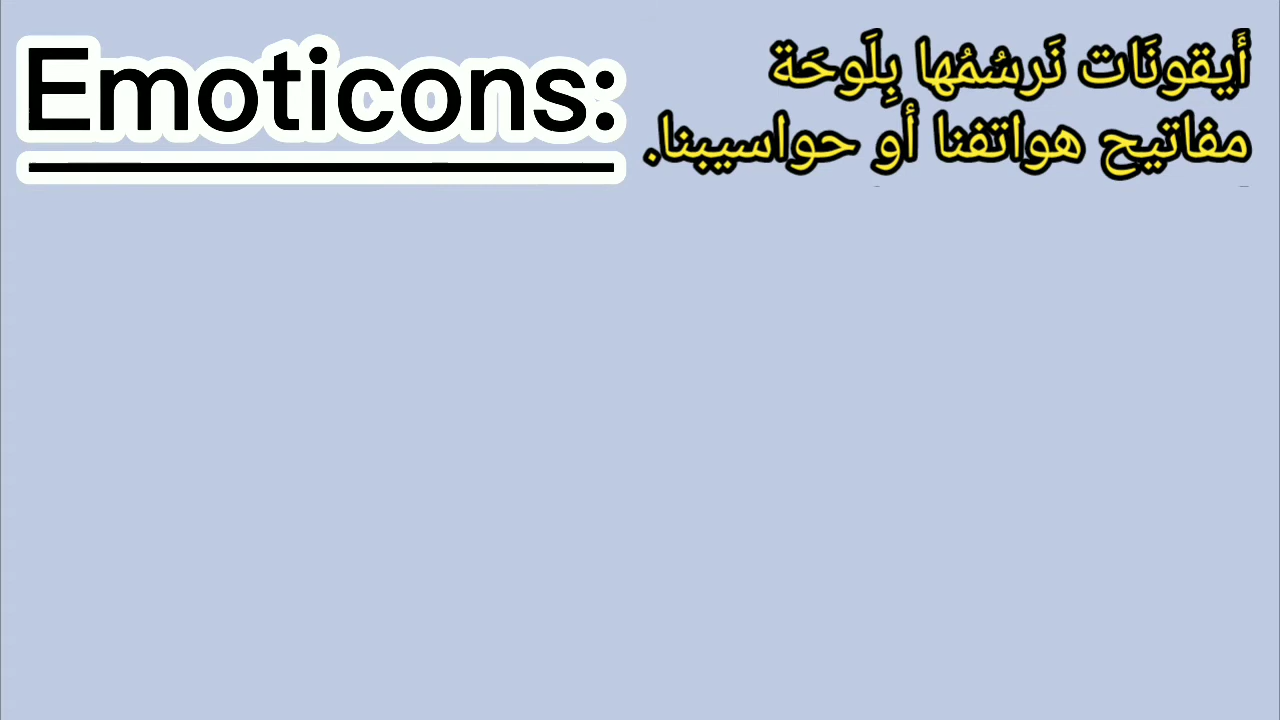 Emoticons:
أَيقونَات نَرسُمُها بِلَوحَة
مفاتيح هواتفنا أو حواسيبنا.